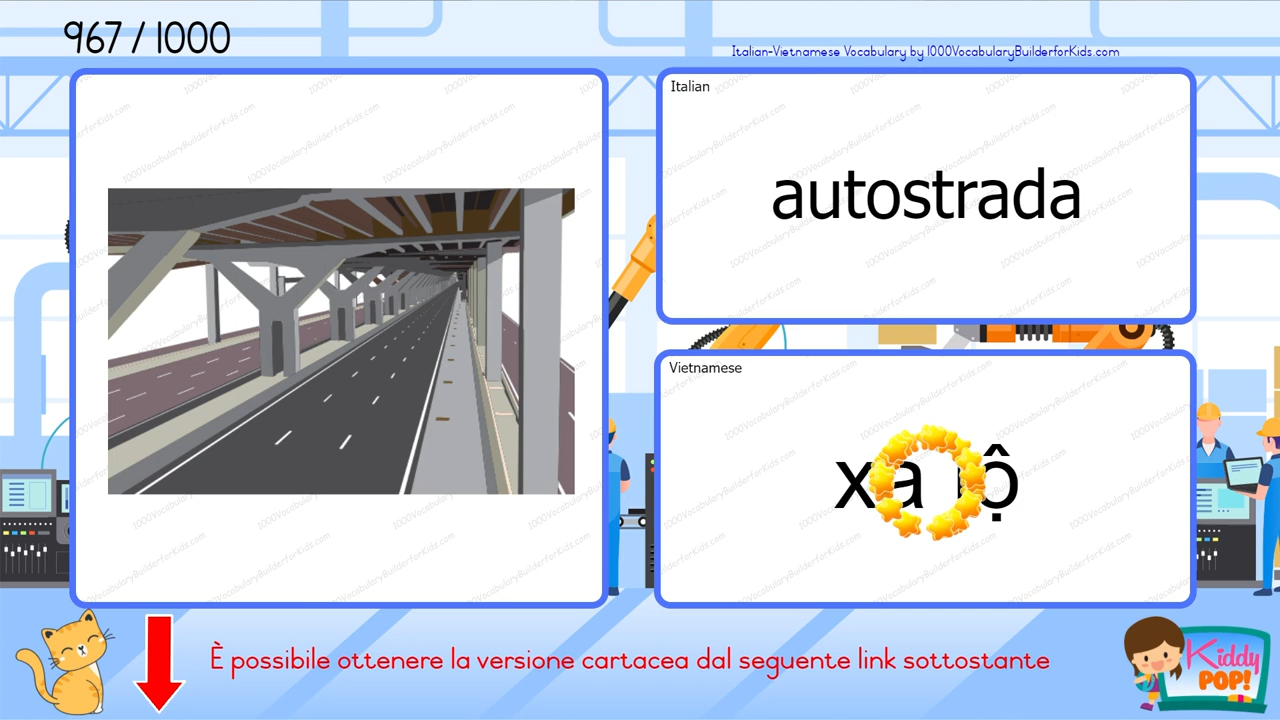 967 / 1000
Italian-Vietnamese Vocabulary by 1000VocabularyBuilderforKids.com
Italian
autostrada
Vietnamese
xa lộ
È possibile ottenere la versione cartacea dal seguente link sottostante
Kiddy
POP!